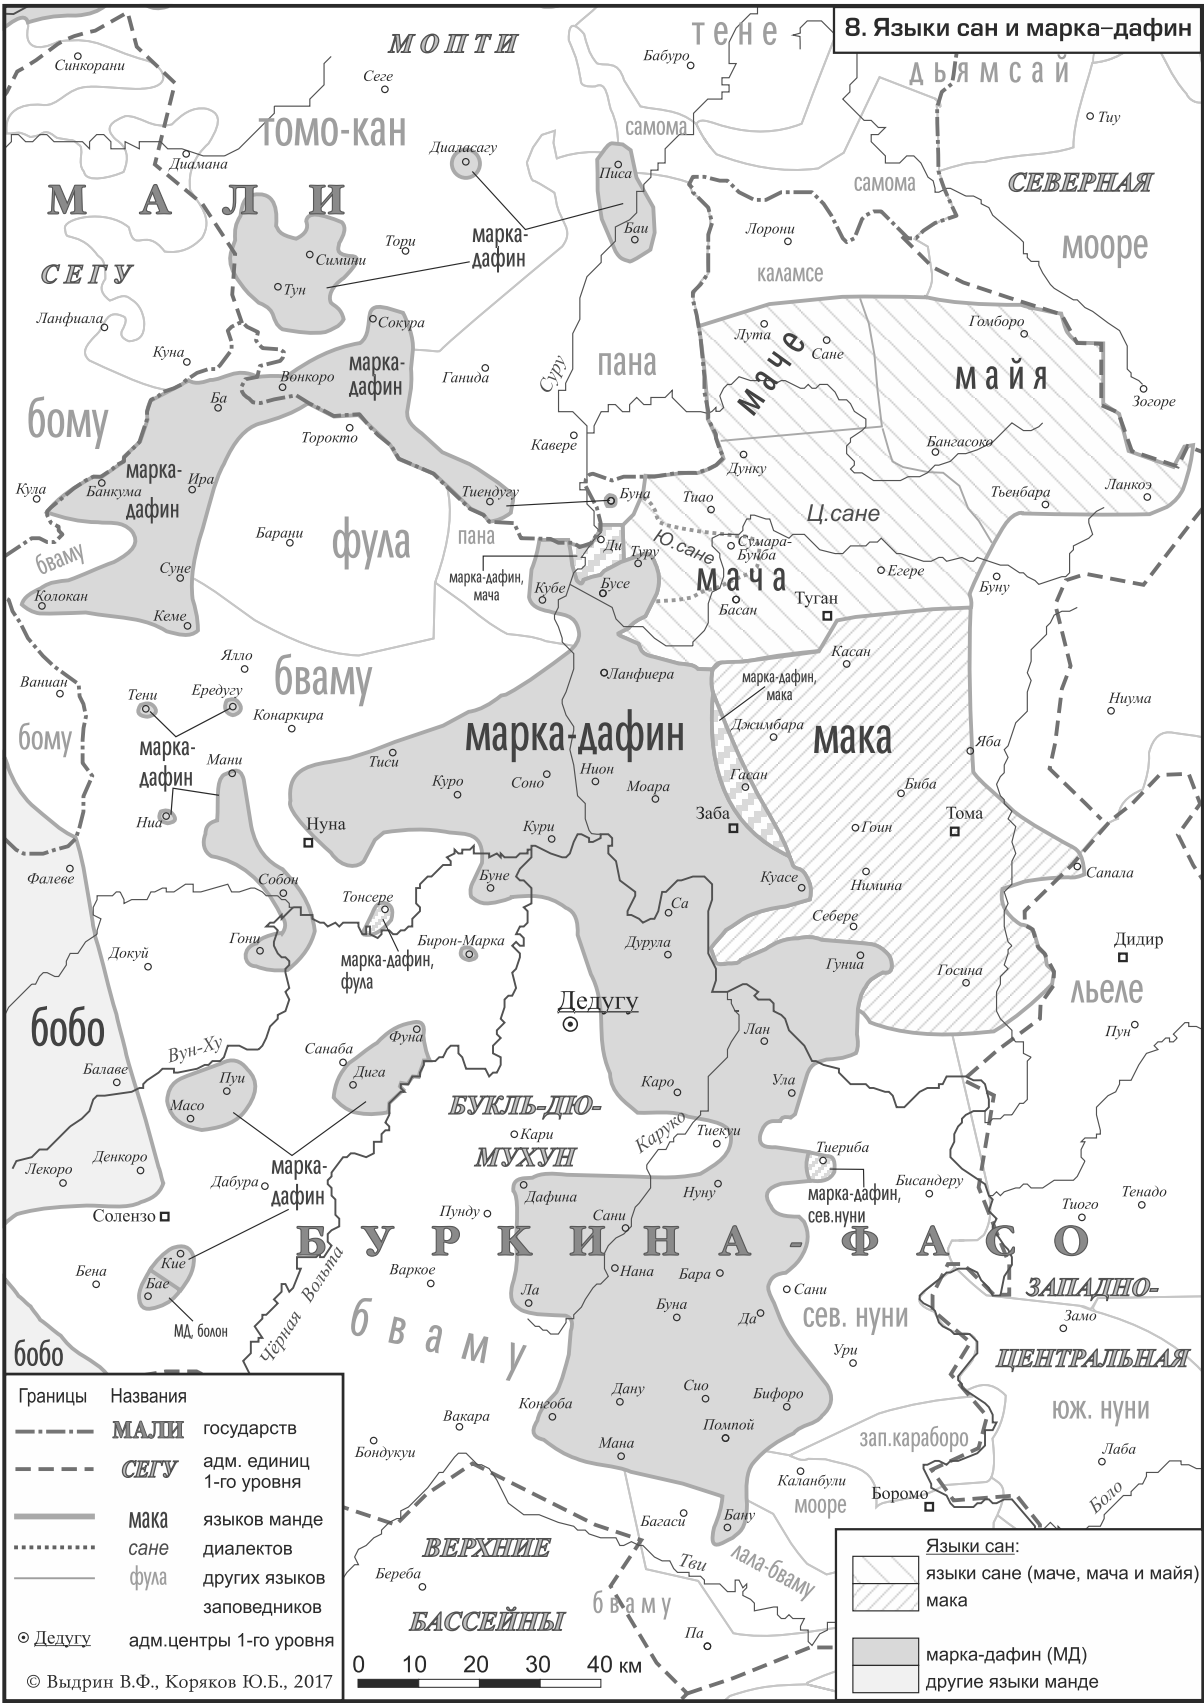 8. Языки сан и марка-дафин
МОПТИ
тене
Бабуро
дьямсай
Синкорани
Сеге
Тиу
томо-кан
самома
Диамана
Диаласагу
Писа
самома
СЕВЕРНАЯ
МАЛИ
Баи
Лорони
мооре
марка-
дафин
Тори
Симини
СЕГУ
каламсе
Тун
Ланфиала
Сокура
Лута
Гомборо
Сане
маче
Куна
марка-
дафин
Ганида
Суру
пана
майя
Вонкоро
Ба
Зогоре
бому
Торокто
Кавере
Бангасоко
Дунку
марка-
дафин
Ира
Кула
Банкума
Тиендугу
Буна
Тиао
Тьенбара
Ланкоэ
Ц.сане
Барани
фула
пана
Ди
Туру
Ю.сане
Сумара-
Бунба
бваму
Суне
марка-дафин,
мача
мача
Егере
Буну
Колокан
Кубе
Бусе
Басан
Туган
Кеме
Ялло
Касан
Ваниан
бваму
Ланфиера
марка-дафин,
мака
Тени
Ередугу
Ниума
Конаркира
бому
марка-
дафин
марка-дафин
Джимбара
мака
Яба
Мани
Тиси
Нион
Куро
Соно
Моара
Гасан
Биба
Ниа
Нуна
Кури
Заба
Гоин
Тома
Фалеве
Собон
Буне
Куасе
Нимина
Сапала
Тонсере
Са
Себере
Гони
Бирон-Марка
Дурула
Дидир
Докуй
марка-дафин,
фула
Гуниа
Госина
льеле
Дедугу
бобо
Фуна
Лан
Пун
Вун-Ху
Санаба
Балаве
Пуи
Дига
Каро
Ула
Масо
БУКЛЬ-ДЮ-
МУХУН
Кари
Каруко
Тиекуи
Тиериба
Денкоро
Лекоро
марка-
дафин
Дабура
Дафина
Нуну
марка-дафин,
сев.нуни
Бисандеру
Тенадо
Тиого
Солензо
Пунду
Сани
БУРКИНА-ФАСО
Кие
Бена
Бае
Варкое
Нана
Бара
Сани
ЗАПАДНО-
Ла
Буна
Да
сев. нуни
Замо
МД, болон
Чёрная Вольта
бваму
Ури
ЦЕНТРАЛЬНАЯ
бобо
Дану
Сио
Бифоро
Конгоба
Помпой
юж. нуни
Вакара
зап.караборо
Бондукуи
Мана
Лаба
Каланбули
мооре
Боромо
Боло
Багаси
Бану
ВЕРХНИЕ
БАССЕЙНЫ
лала-бваму
Тви
Береба
бваму
Па
Границы Названия
МАЛИ государств
СЕГУ адм. единиц
1-го уровня
мака языков манде
сане диалектов
фула других языков
заповедников
Дедугу адм.центры 1-го уровня
© Выдрин В.Ф., Коряков Ю.Б., 2017
0 10 20 30 40 км
Языки сан:
языки сане (маче, мача и майя)
мака
марка-дафин (МД)
другие языки манде